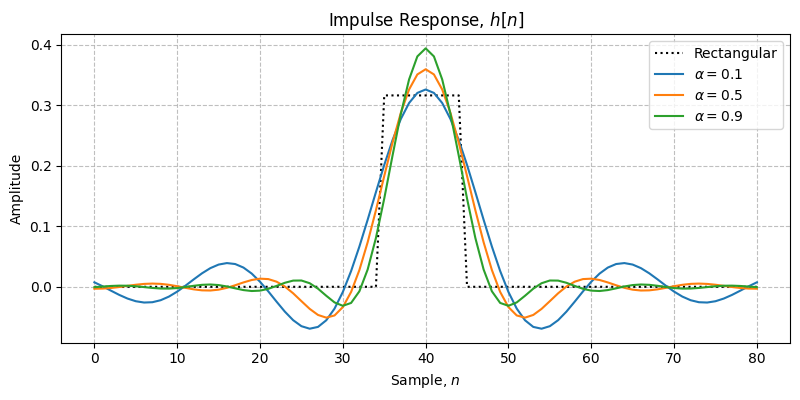 Impulse Response, h[n]
Rectangular
α = 0.1
α = 0.5
α = 0.9
0.4
0.3
0.2
0.1
0.0
Amplitude
0 10 20 30 40 50 60 70 80
Sample, n